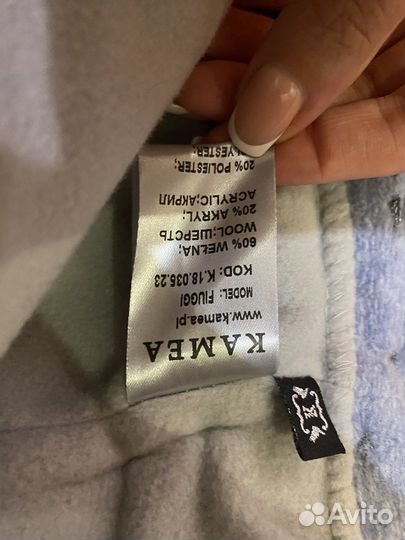 KAMEA
www.kamea.pl
MODEL: FIUGGI
KOD: K.18.036.23
60% WEŁNA;
WOOL;ШЕРСТЬ
20% AKRYL;
ACRYLIC;АКРИЛ
20% POLIESTER;
Avito